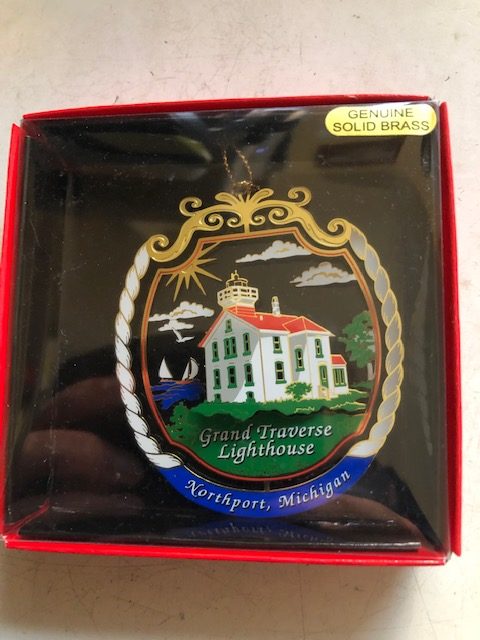 GENUINE
SOLID BRASS
Grand Traverse
Lighthouse
Northport, Michigan